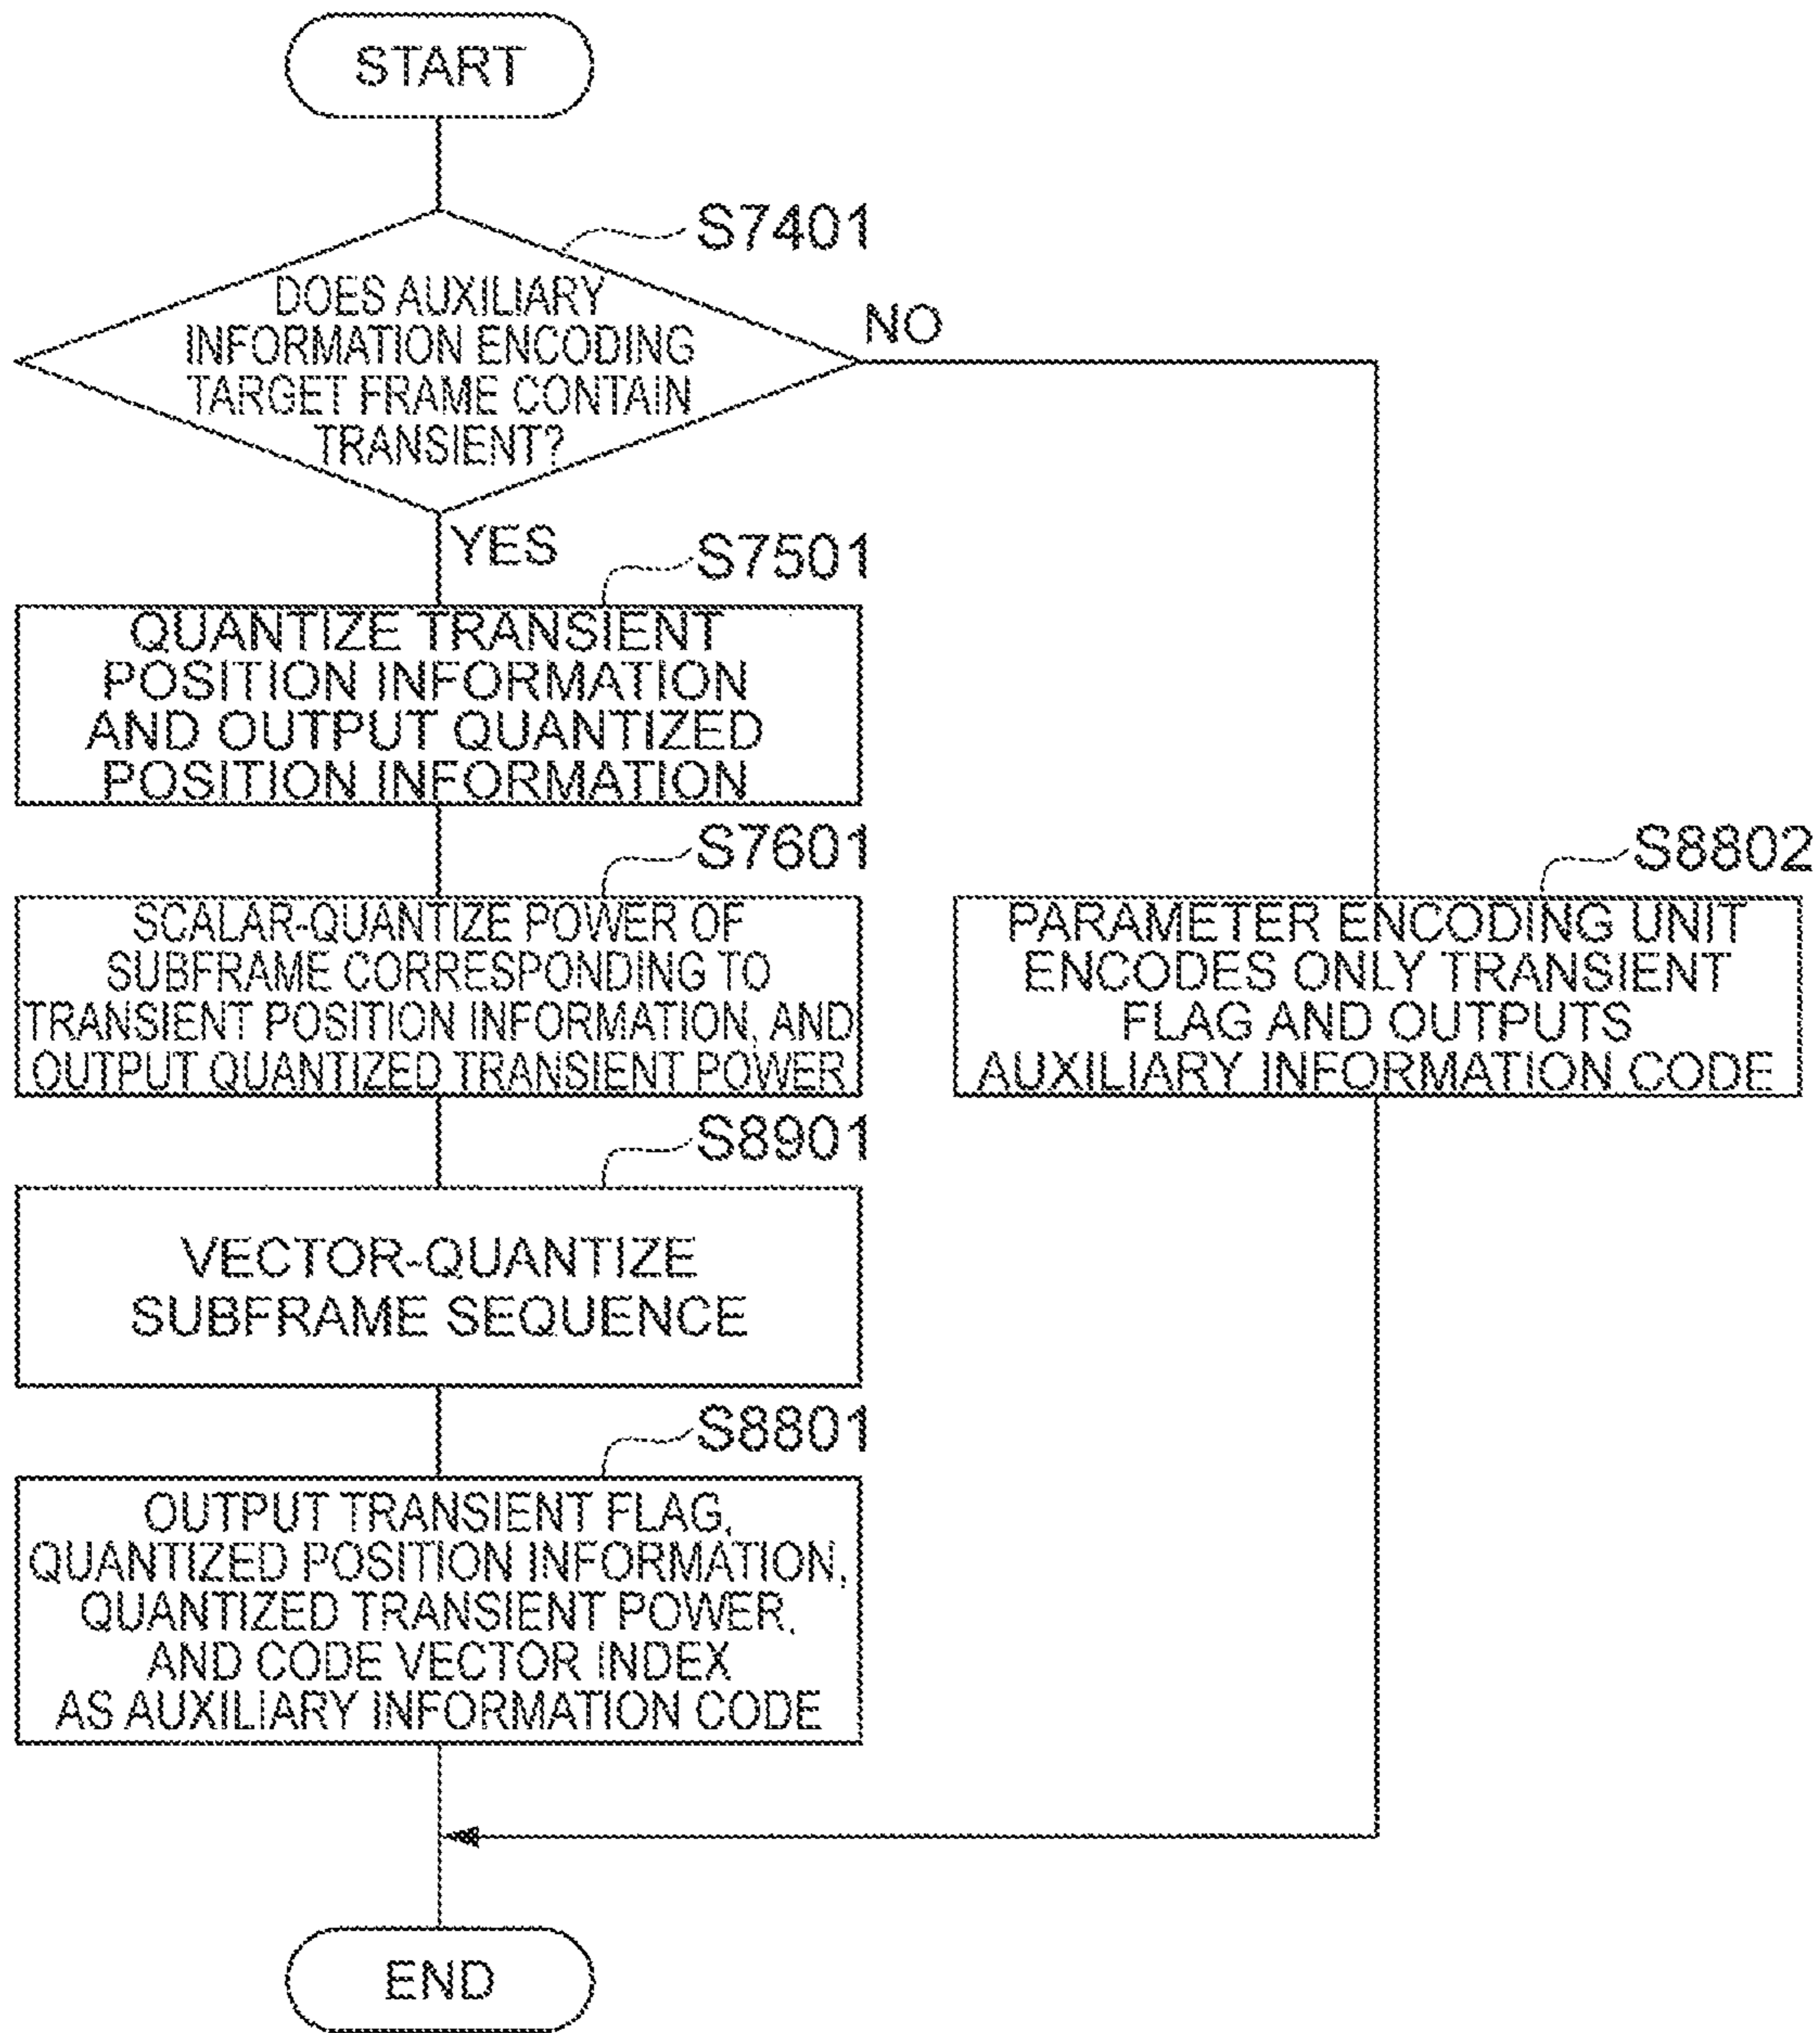 START
S7401
DOES AUXILIARY
INFORMATION ENCODING
TARGET FRAME CONTAIN
TRANSIENT?
NO
YES
S7501
QUANTIZE TRANSIENT
POSITION INFORMATION
AND OUTPUT QUANTIZED
POSITION INFORMATION
S7601
SCALAR-QUANTIZE POWER OF
SUBFRAME CORRESPONDING TO
TRANSIENT POSITION INFORMATION, AND
OUTPUT QUANTIZED TRANSIENT POWER
S8802
PARAMETER ENCODING UNIT
ENCODES ONLY TRANSIENT
FLAG AND OUTPUTS
AUXILIARY INFORMATION CODE
S8901
VECTOR-QUANTIZE
SUBFRAME SEQUENCE
S8801
OUTPUT TRANSIENT FLAG,
QUANTIZED POSITION INFORMATION,
QUANTIZED TRANSIENT POWER,
AND CODE VECTOR INDEX
AS AUXILIARY INFORMATION CODE
END